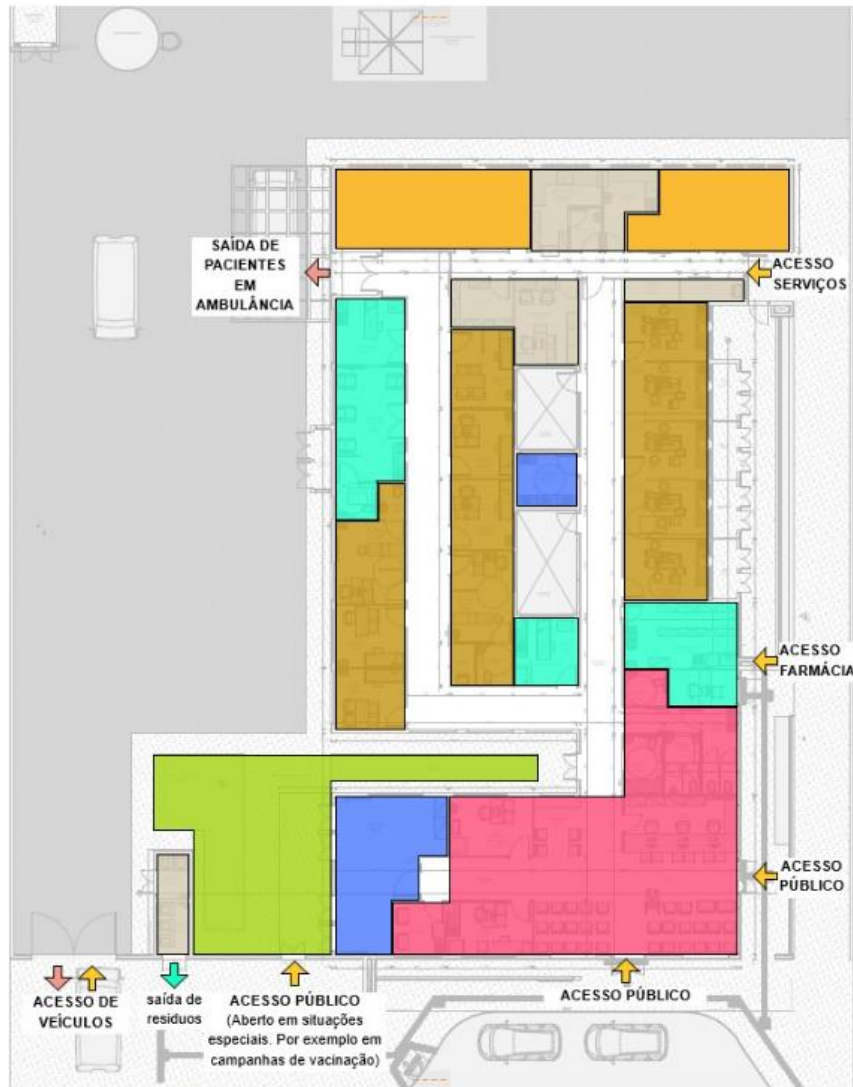 SAÍDA DE
PACIENTES
EM
AMBULÂNCIA
ACESSO
SERVIÇOS
ACESSO
FARMÁCIA
ACESSO
PÚBLICO
ACESSO DE
VEÍCULOS
saída de
residuos
ACESSO PÚBLICO
(Aberto em situações
especiais. Por exemplo em
campanhas de vacinação)
ACESSO PÚBLICO